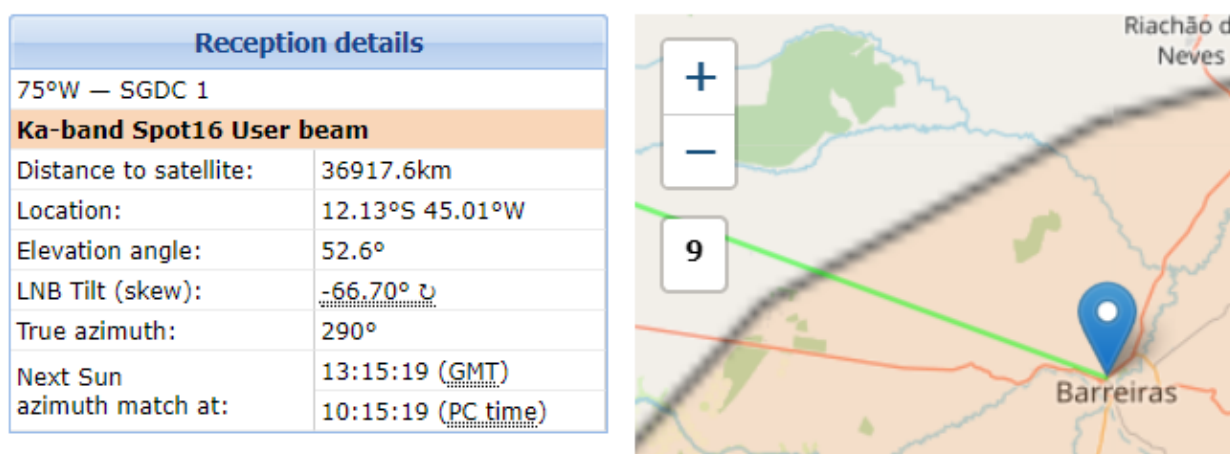 Reception details
75°W — SGDC 1
Ka-band Spot16 User beam
Distance to satellite: 36917.6km
Location: 12.13°S 45.01°W
Elevation angle: 52.6°
LNB Tilt (skew): -66.70° ↻
True azimuth: 290°
Next Sun
azimuth match at:
13:15:19 (GMT)
10:15:19 (PC time)
+
−
9
Riachão d
Neves
Barreiras